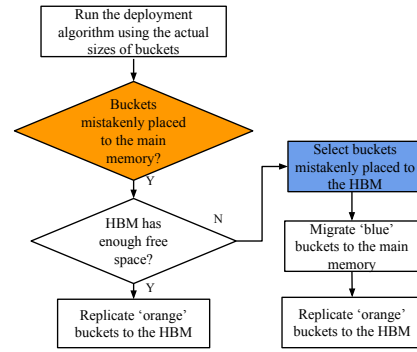 Run the deployment
algorithm using the actual
sizes of buckets
Buckets
mistakenly placed
to the main
memory?
Y
HBM has
enough free
space?
N
Y
Replicate ‘orange’
buckets to the HBM
Select buckets
mistakenly placed to
the HBM
Migrate ‘blue’
buckets to the main
memory
Replicate ‘orange’
buckets to the HBM